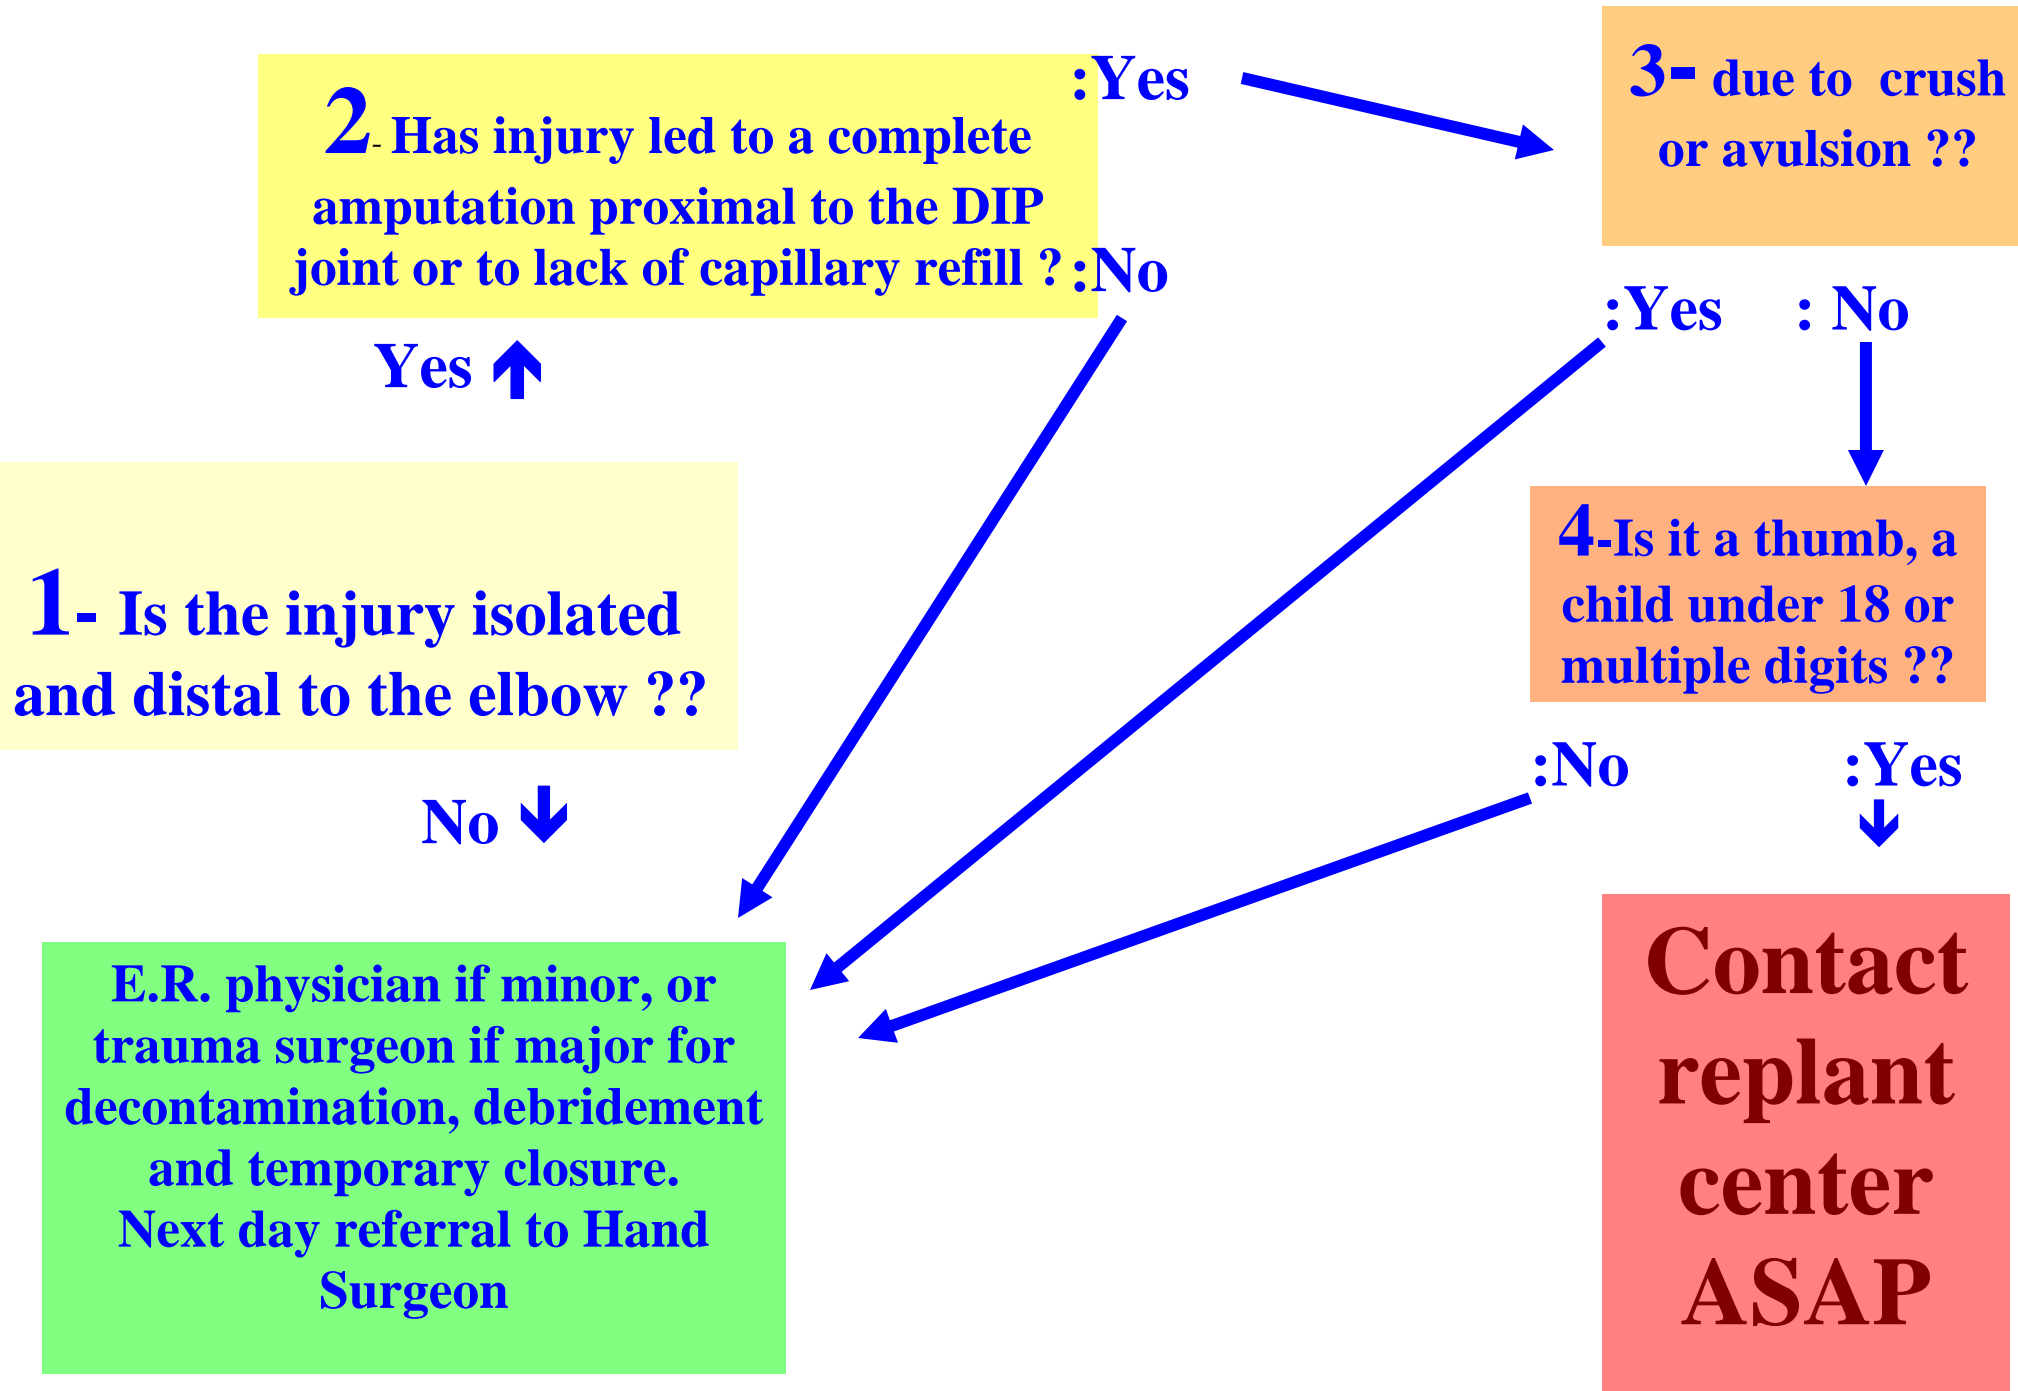 1- Is the injury isolated
and distal to the elbow ??
Yes 🡩
No 🡫
2- Has injury led to a complete
amputation proximal to the DIP
joint or to lack of capillary refill ?
:Yes
:No
3- due to crush
or avulsion ??
:Yes : No
4-Is it a thumb, a
child under 18 or
multiple digits ??
:No :Yes
🡫
E.R. physician if minor, or
trauma surgeon if major for
decontamination, debridement
and temporary closure.
Next day referral to Hand
Surgeon
Contact
replant
center
ASAP